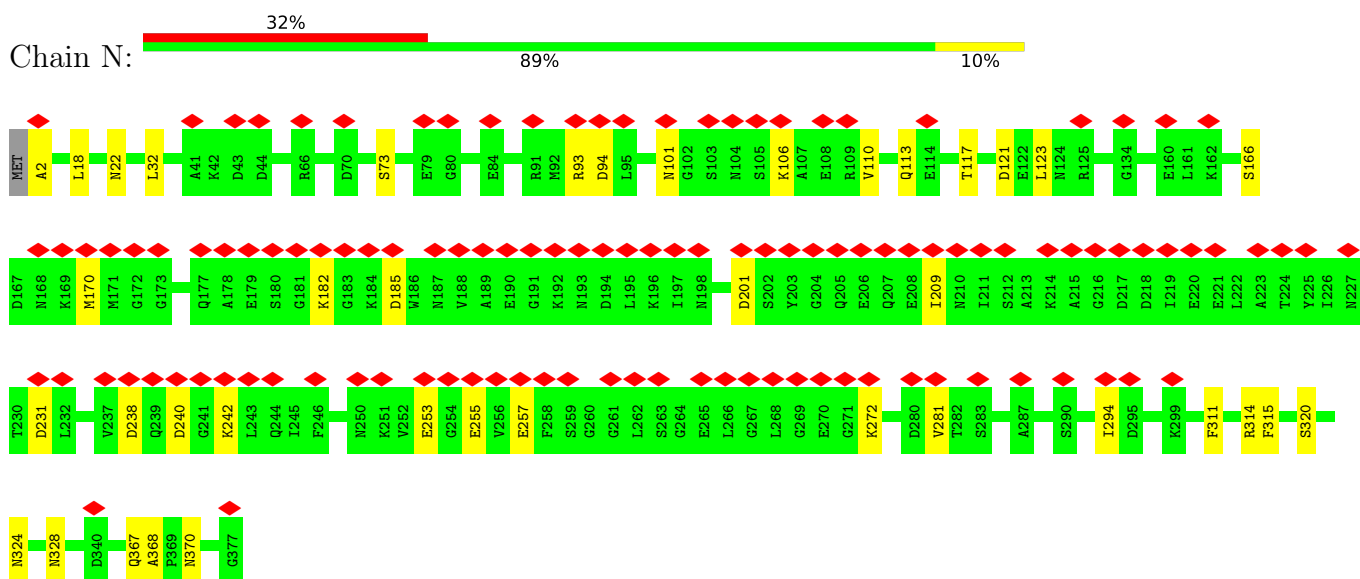 32%
Chain N:
89% 10%
MET A2 L18 N22 L32 A41 K42 D43 D44 R66 D70 S73 E79 G80 E84 R91 M92 R93 D94 L95 N101 G102 S103 N104 S105 K106 A107 E108 R109 V110 Q113 E114 T117 D121 E122 L123 N124 R125 G134 E160 L161 K162 S166
D167 N168 K169 M170 M171 G172 G173 Q177 A178 E179 S180 G181 K182 G183 K184 D185 W186 N187 V188 A189 E190 G191 K192 N193 D194 L195 K196 I197 N198 D201 S202 Y203 G204 Q205 E206 Q207 E208 I209 N210 I211 S212 A213 K214 A215 G216 D217 D218 I219 E220 E221 L222 A223 T224 Y225 I226 N227
T230 D231 L232 V237 D238 Q239 D240 G241 K242 L243 Q244 I245 F246 N250 K251 V252 E253 G254 E255 V256 E257 F258 S259 G260 G261 L262 S263 G264 E265 L266 G267 L268 G269 E270 G271 K272 D280 V281 T282 S283 A287 S290 I294 D295 K299 F311 R314 F315 S320
N324 N328 D340 Q367 A368 P369 N370 G377